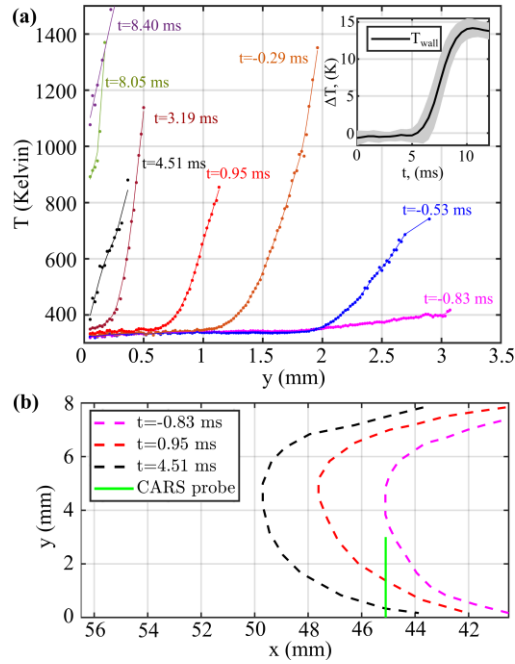 (a)
1400
1200
1000
800
600
400
T (Kelvin)
t=8.40 ms
t=8.05 ms
t=3.19 ms
t=4.51 ms
t=0.95 ms
t=-0.29 ms
t=-0.53 ms
t=-0.83 ms
15
10
5
0
ΔT, (K)
T_wall
0 5 10
t, (ms)
0 0.5 1 1.5 2 2.5 3 3.5
y (mm)
(b)
8
6
4
2
0
y (mm)
t=-0.83 ms
t=0.95 ms
t=4.51 ms
CARS probe
56 54 52 50 48 46 44 42
x (mm)